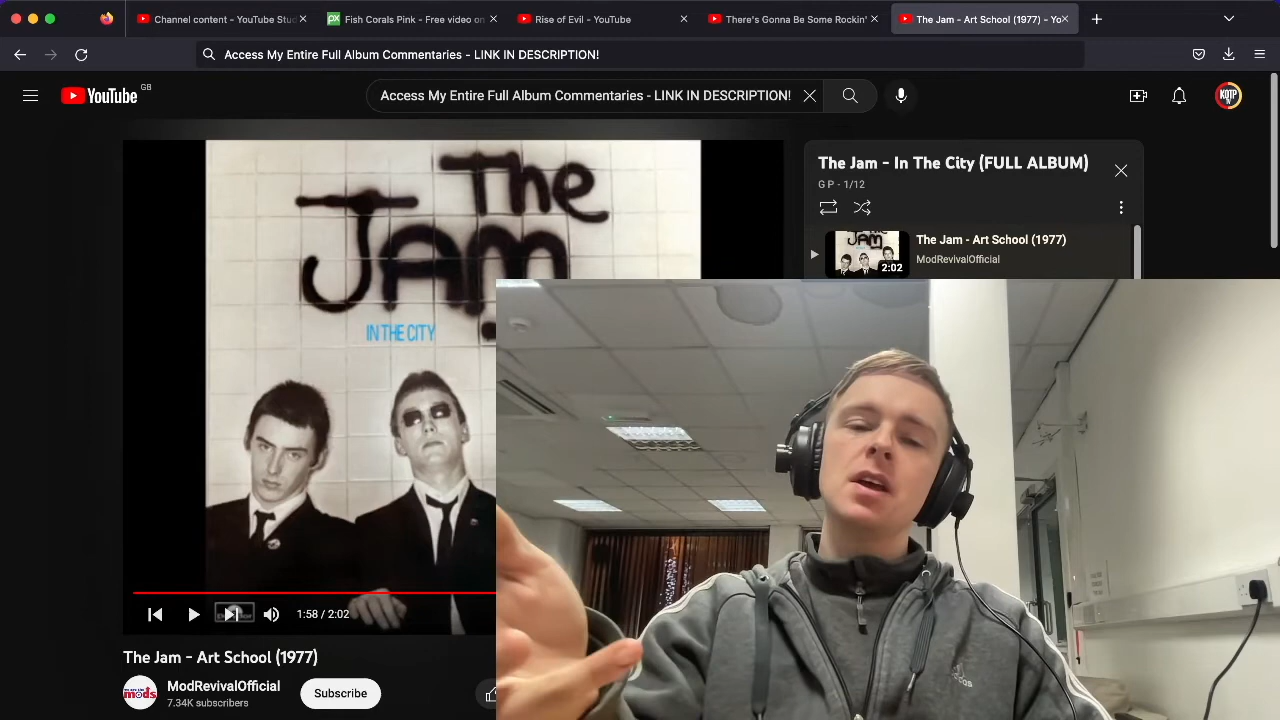 Channel content - YouTube Stud
Fish Corals Pink - Free video on
Rise of Evil - YouTube
There's Gonna Be Some Rockin'
The Jam - Art School (1977) - Yo
Access My Entire Full Album Commentaries - LINK IN DESCRIPTION!
YouTube GB
Access My Entire Full Album Commentaries - LINK IN DESCRIPTION!
KOTP
The Jam
IN THE CITY
The Jam - In The City (FULL ALBUM)
G P - 1/12
The Jam - Art School (1977)
ModRevivalOfficial
2:02
1:58 / 2:02
The Jam - Art School (1977)
mods
ModRevivalOfficial
7.34K subscribers
Subscribe
adidas